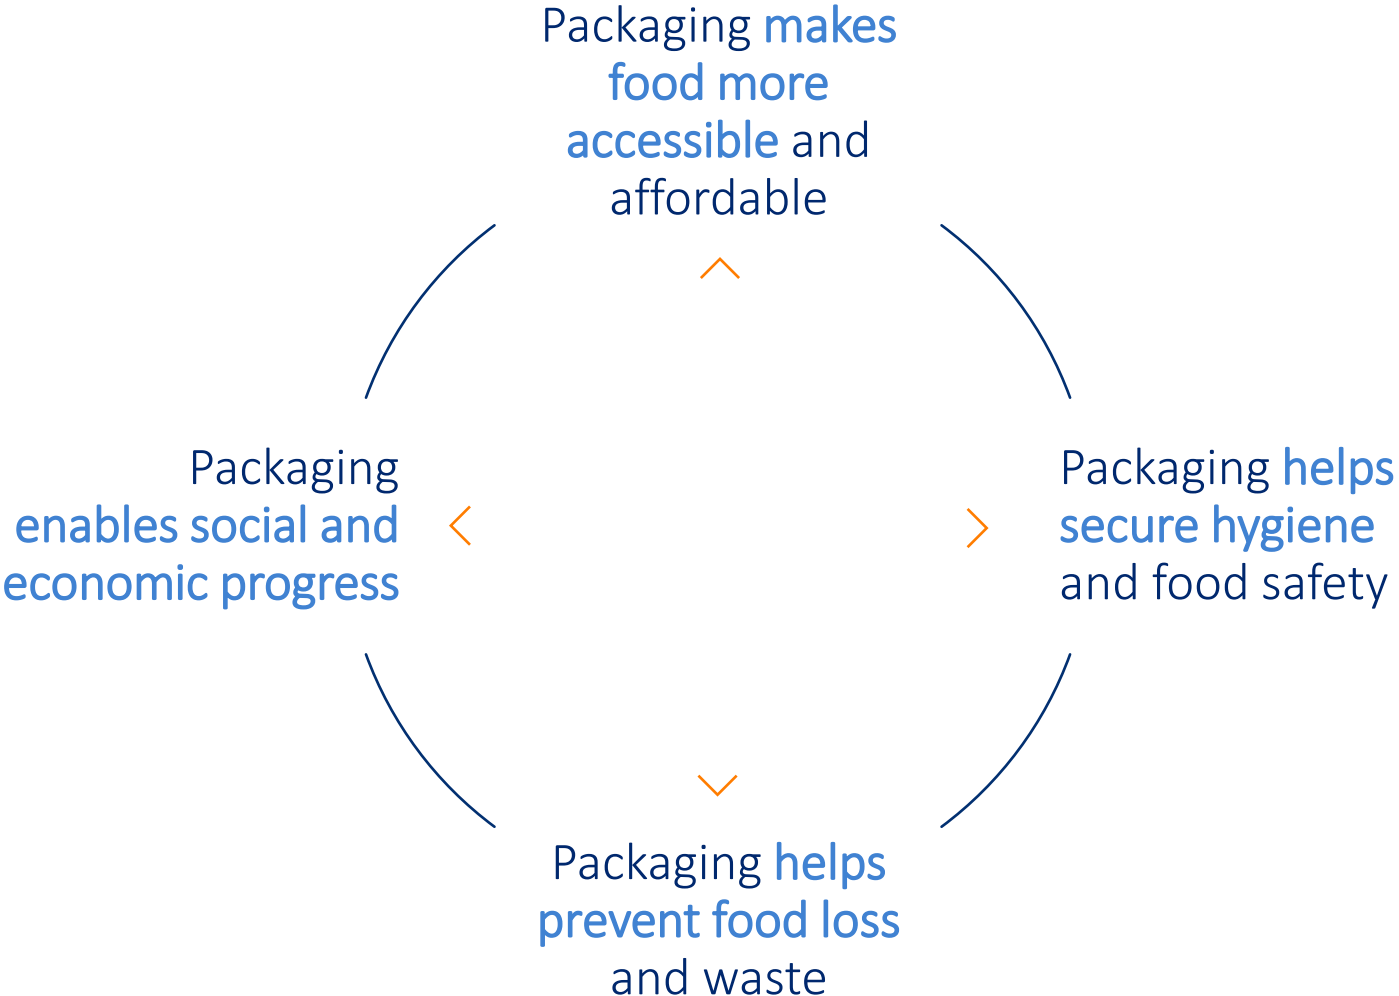 Packaging makes
food more
accessible and
affordable
Packaging
enables social and
economic progress
Packaging helps
secure hygiene
and food safety
Packaging helps
prevent food loss
and waste